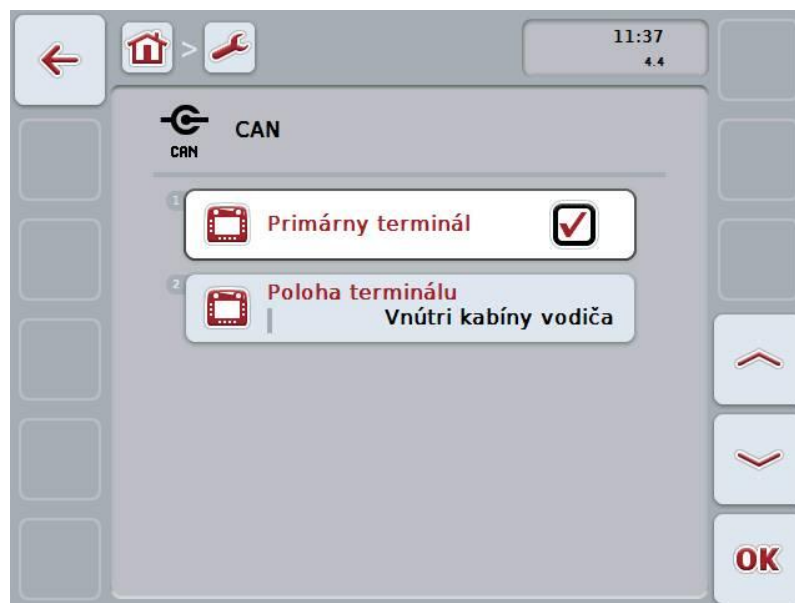 >
11:37
4.4
CAN
CAN
1
Primárny terminál
2
Poloha terminálu
Vnútri kabíny vodiča
OK